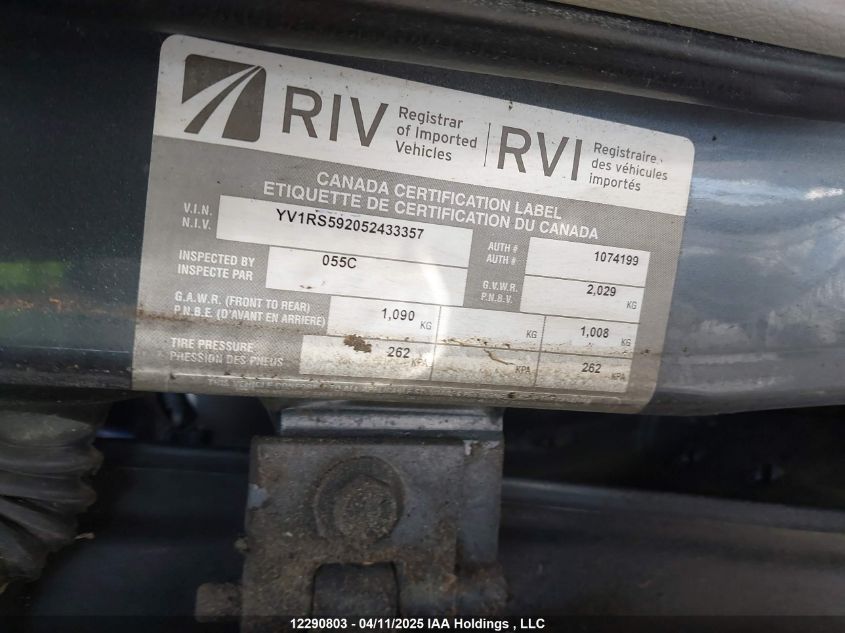 RIV Registrar of Imported Vehicles | RVI Registraire des véhicules importés
CANADA CERTIFICATION LABEL
ETIQUETTE DE CERTIFICATION DU CANADA
V.I.N.
N.I.V.
YV1RS592052433357
AUTH #
AUTH #
1074199
INSPECTED BY
INSPECTE PAR
055C
G.V.W.R.
P.N.B.V.
2,029 KG
G.A.W.R. (FRONT TO REAR)
P.N.B.E. (D'AVANT EN ARRIERE)
1,090 KG
KG
1,008 KG
TIRE PRESSURE
PRESSION DES PNEUS
262 KPA
KPA
262 KPA
12290803 - 04/11/2025 IAA Holdings , LLC